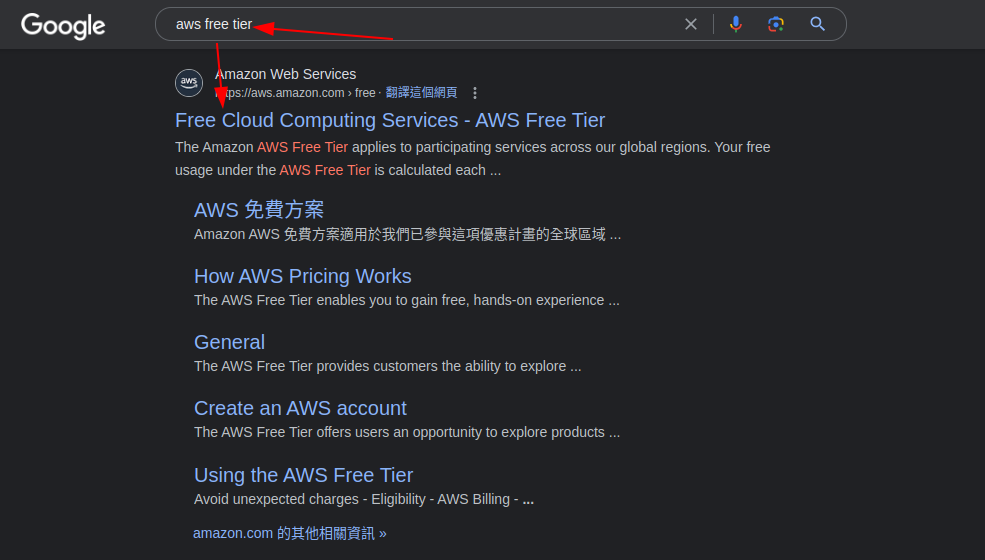 Google
aws free tier
aws
Amazon Web Services
https://aws.amazon.com › free · 翻譯這個網頁
Free Cloud Computing Services - AWS Free Tier
The Amazon AWS Free Tier applies to participating services across our global regions. Your free
usage under the AWS Free Tier is calculated each ...
AWS 免費方案
Amazon AWS 免費方案適用於我們已參與這項優惠計畫的全球區域 ...
How AWS Pricing Works
The AWS Free Tier enables you to gain free, hands-on experience ...
General
The AWS Free Tier provides customers the ability to explore ...
Create an AWS account
The AWS Free Tier offers users an opportunity to explore products ...
Using the AWS Free Tier
Avoid unexpected charges - Eligibility - AWS Billing - ...
amazon.com 的其他相關資訊 »